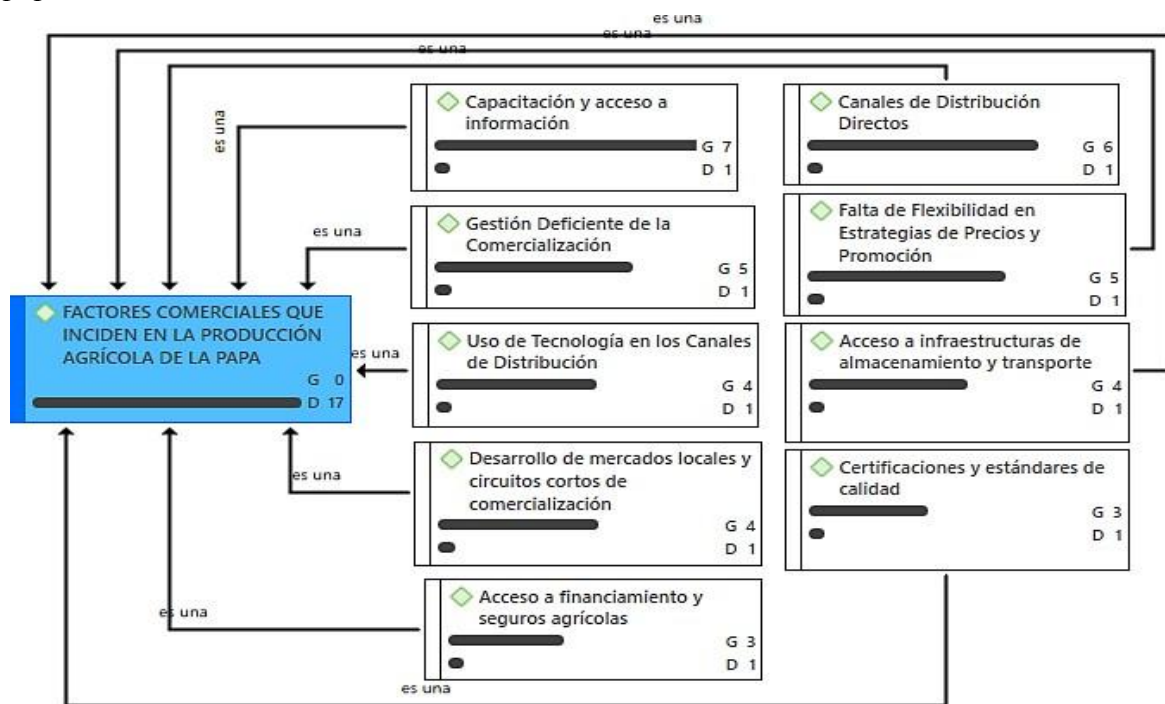 es una
es una
es una
es una
Capacitación y acceso a
información
G 7
D 1
Canales de Distribución
Directos
G 6
D 1
es una
Gestión Deficiente de la
Comercialización
G 5
D 1
Falta de Flexibilidad en
Estrategias de Precios y
Promoción
G 5
D 1
FACTORES COMERCIALES QUE
INCIDEN EN LA PRODUCCIÓN
AGRÍCOLA DE LA PAPA
G 0
D 17
es una
Uso de Tecnología en los Canales
de Distribución
G 4
D 1
Acceso a infraestructuras de
almacenamiento y transporte
G 4
D 1
es una
Desarrollo de mercados locales y
circuitos cortos de
comercialización
G 4
D 1
Certificaciones y estándares de
calidad
G 3
D 1
es una
Acceso a financiamiento y
seguros agrícolas
G 3
D 1
es una